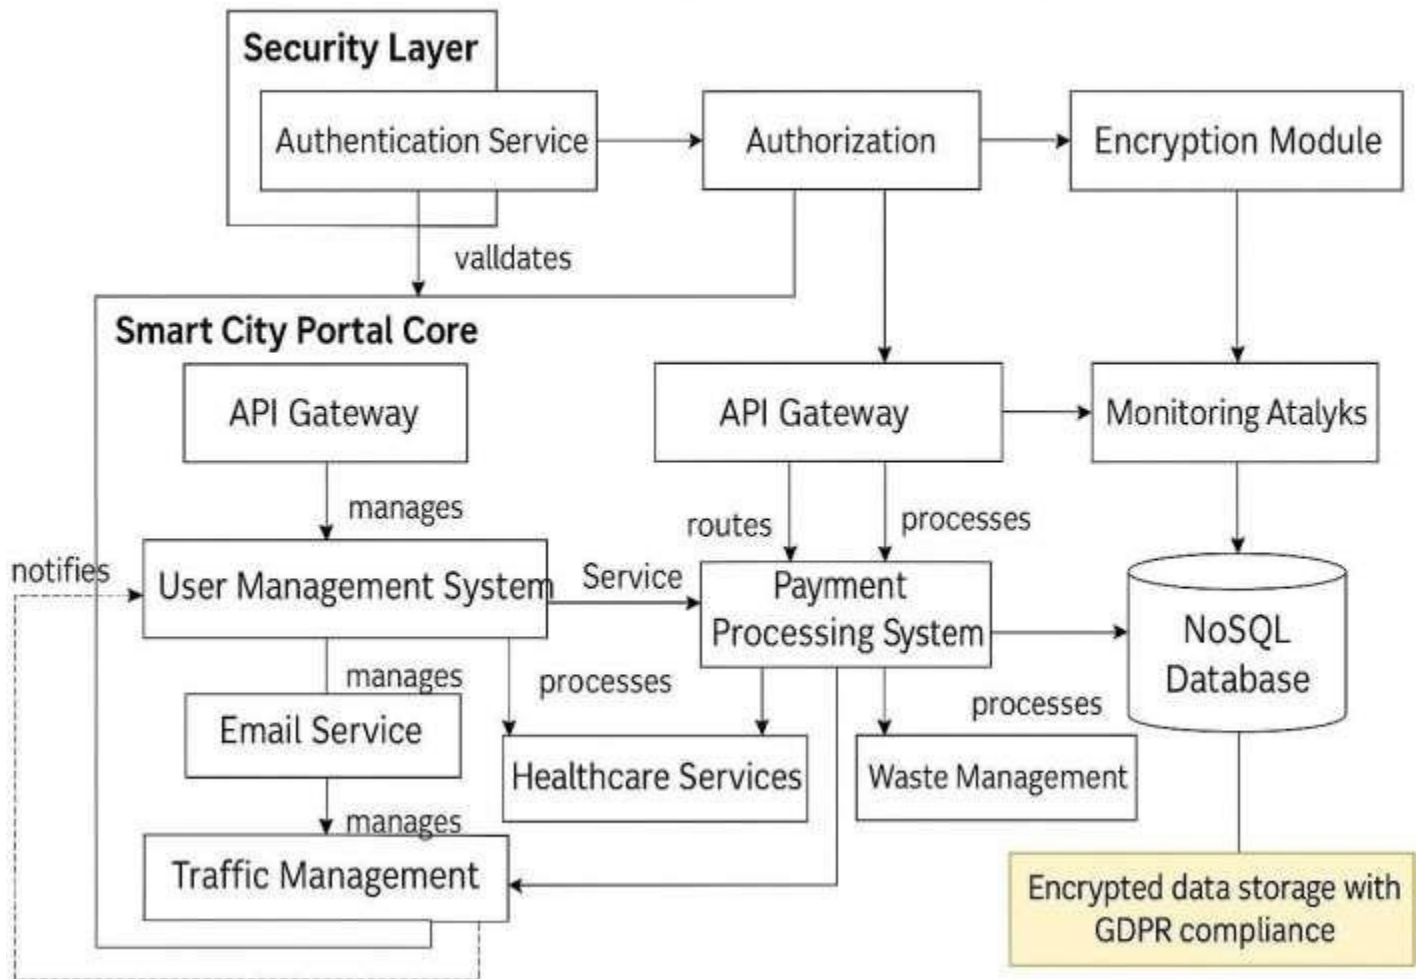 Security Layer
Authentication Service
Authorization
Encryption Module
valldates
Smart City Portal Core
API Gateway
API Gateway
Monitoring Atalyks
manages
routes
processes
notifies
User Management System
Service
Payment
Processing System
NoSQL
Database
manages
processes
processes
Email Service
Healthcare Services
Waste Management
manages
Traffic Management
Encrypted data storage with
GDPR compliance